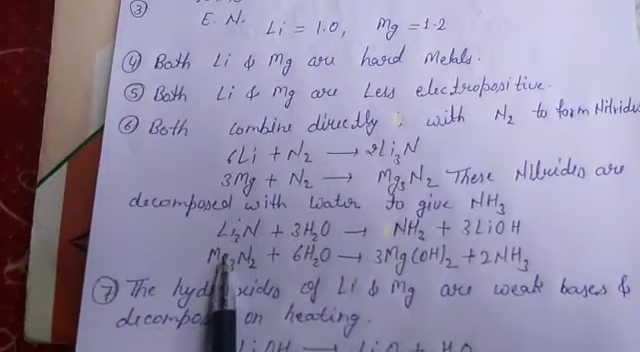 ③
E. N. Li = 1.0, Mg = 1.2
④ Both Li & Mg are hard Metals.
⑤ Both Li & Mg are Less electropositive.
⑥ Both combine directly with N₂ to form Nitrides
6Li + N₂ → 2Li₃N
3Mg + N₂ → Mg₃N₂ These Nitrides are
decomposed with water to give NH₃
Li₃N + 3H₂O → NH₂ + 3LiOH
Mg₃N₂ + 6H₂O → 3Mg(OH)₂ + 2NH₃
⑦ The hydroxides of Li & Mg are weak bases &
on heating.
LiOH →